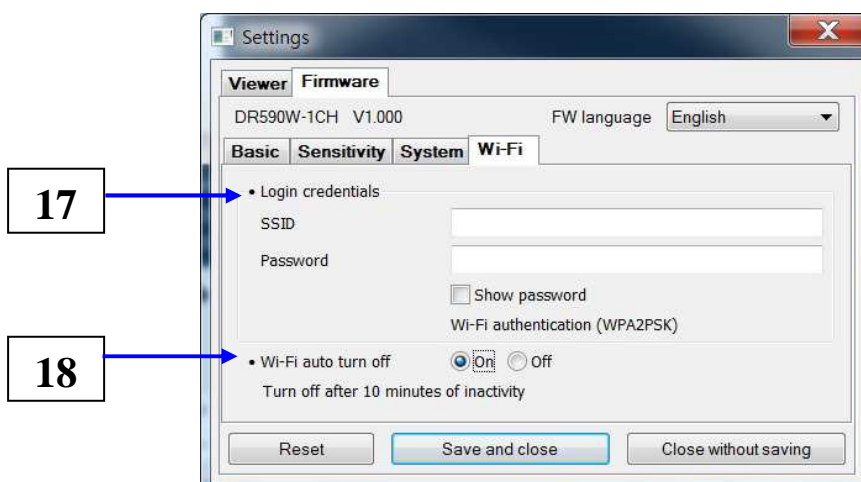 Settings
Viewer Firmware
DR590W-1CH V1.000 FW language English
Basic Sensitivity System Wi-Fi
17
• Login credentials
SSID
Password
Show password
Wi-Fi authentication (WPA2PSK)
18
• Wi-Fi auto turn off On Off
Turn off after 10 minutes of inactivity
Reset Save and close Close without saving